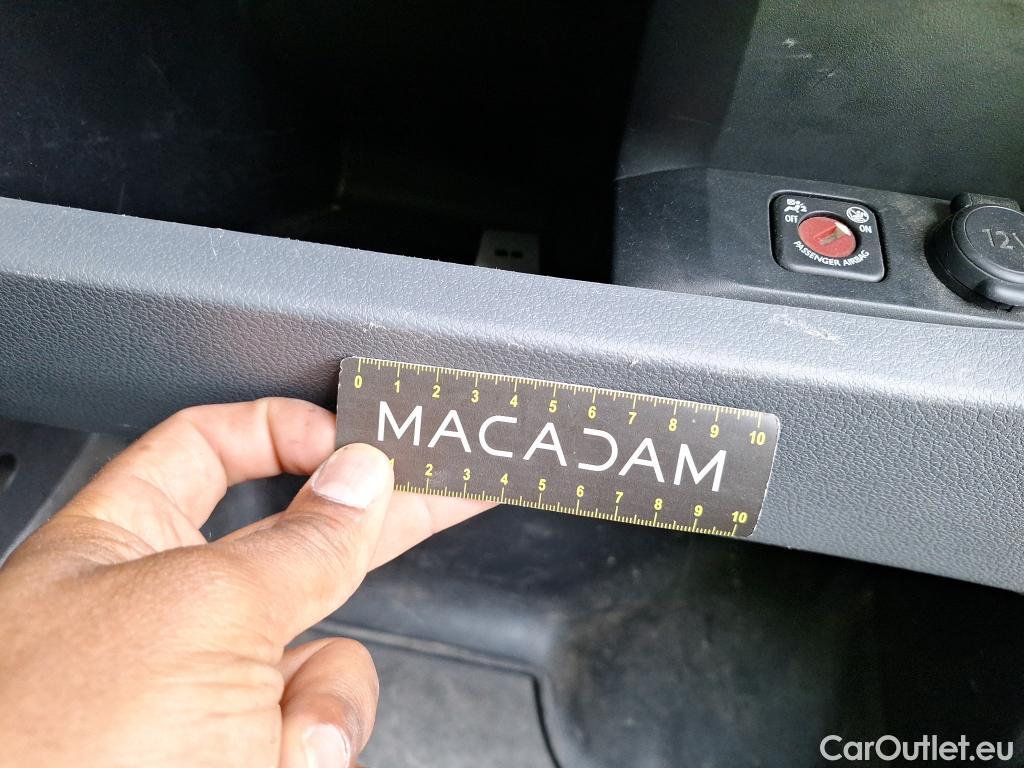 OFF ON
PASSENGER AIRBAG
12V
0 1 2 3 4 5 6 7 8 9 10
MACADAM
1 2 3 4 5 6 7 8 9 10
CarOutlet.eu